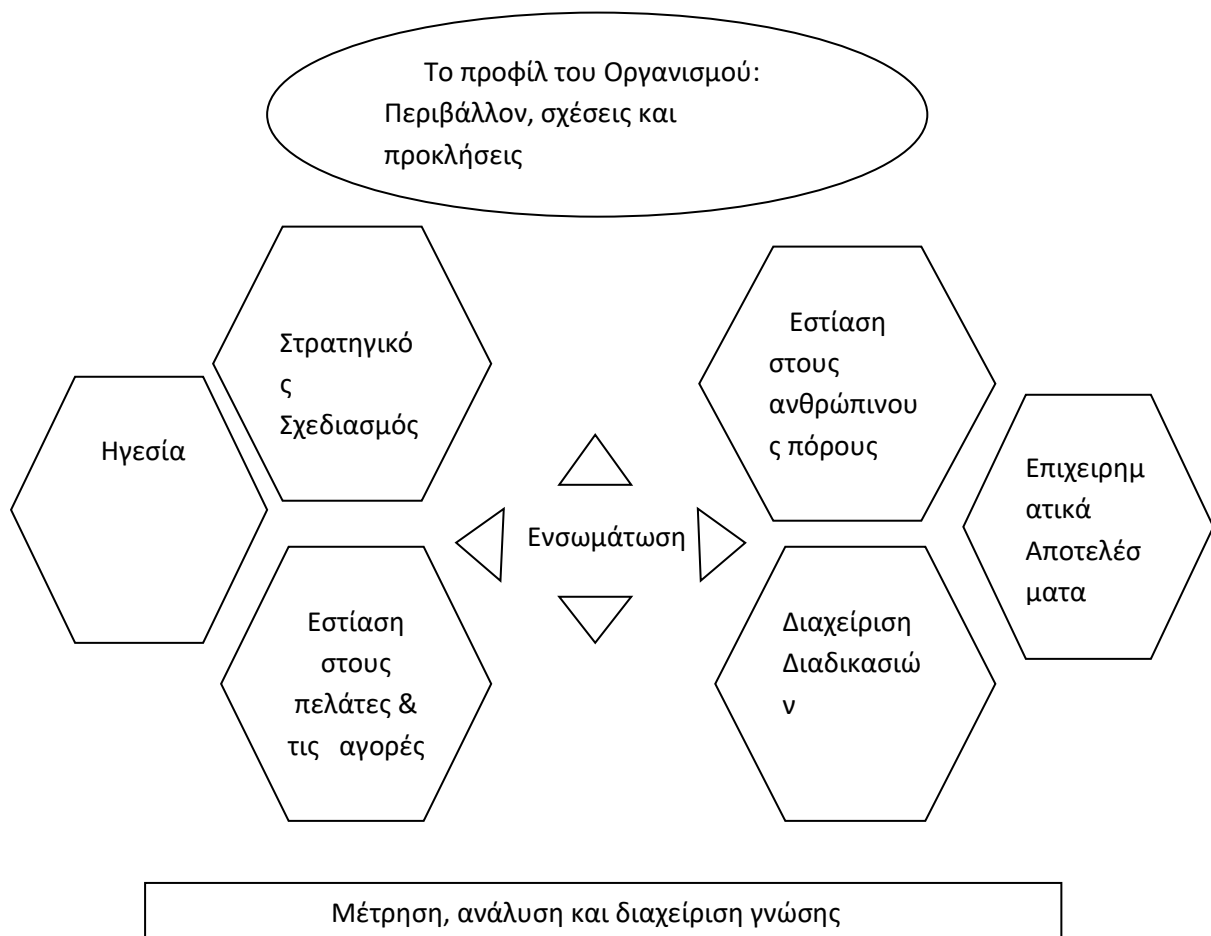 Το προφίλ του Οργανισμού:
Περιβάλλον, σχέσεις και
προκλήσεις
Στρατηγικό
ς
Σχεδιασμός
Εστίαση
στους
ανθρώπινου
ς πόρους
Ηγεσία
Επιχειρημ
ατικά
Αποτελέσ
ματα
Ενσωμάτωση
Εστίαση
στους
πελάτες &
τις αγορές
Διαχείριση
Διαδικασιώ
ν
Μέτρηση, ανάλυση και διαχείριση γνώσης